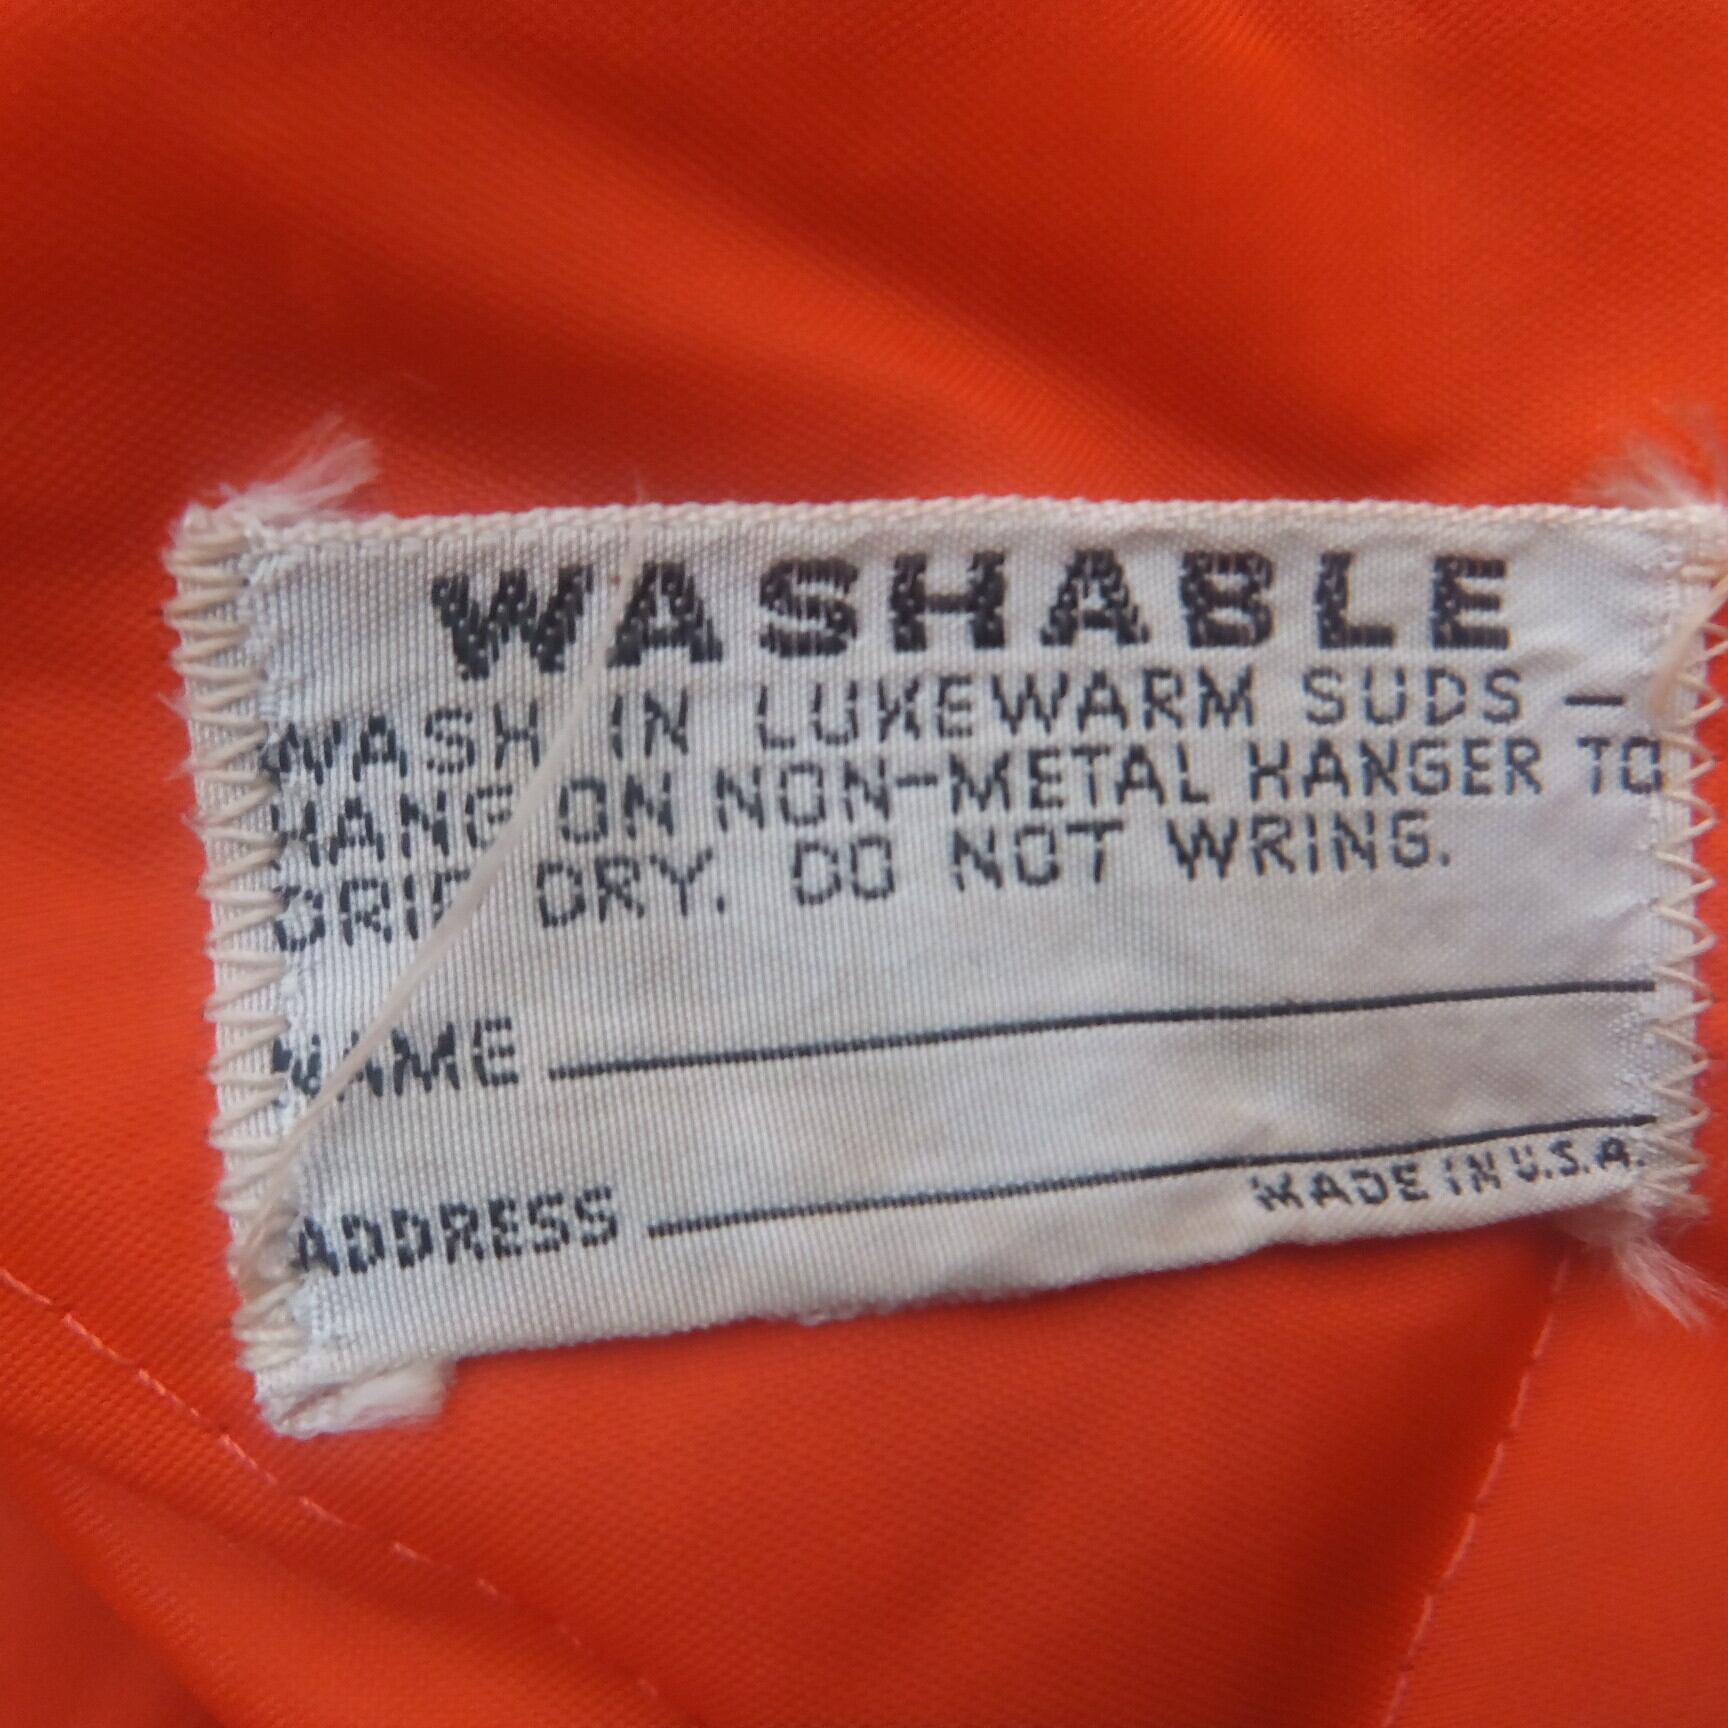 WASHABLE
WASH IN LUKEWARM SUDS —
HANG ON NON-METAL HANGER TO
DRIP DRY. DO NOT WRING.
NAME
ADDRESS
MADE IN U.S.A.